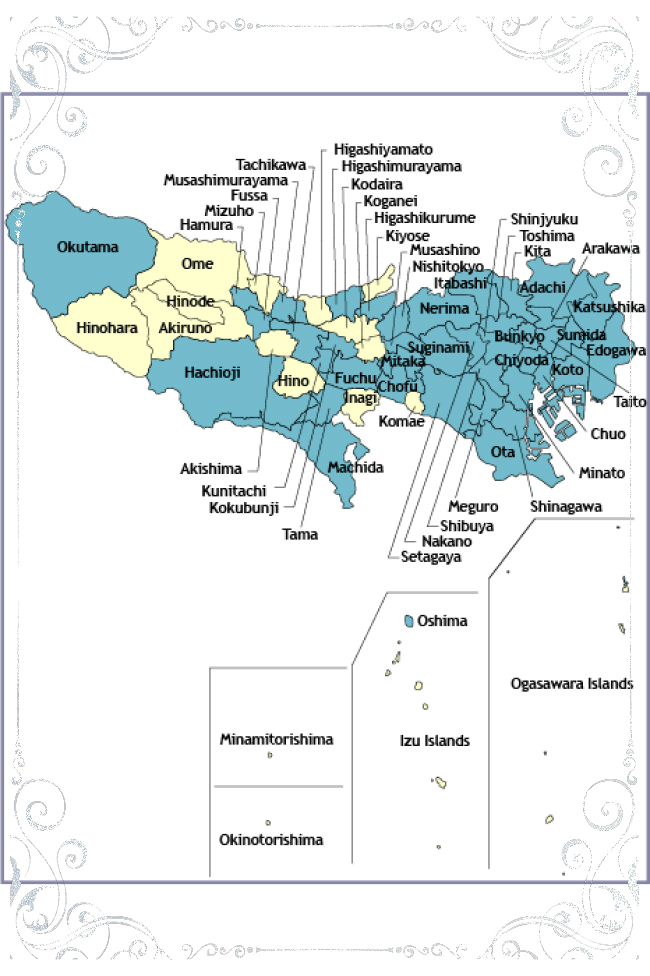 Higashiyamato
Tachikawa
Higashimurayama
Musashimurayama
Kodaira
Fussa
Koganei
Mizuho
Higashikurume
Hamura
Kiyose
Shinjyuku
Toshima
Kita
Arakawa
Musashino
Nishitokyo
Itabashi
Okutama
Ome
Adachi
Hinode
Nerima
Katsushika
Hinohara
Akiruno
Bunkyo
Sumida
Suginami
Edogawa
Mitaka
Chiyoda
Hachioji
Hino
Fuchu
Chofu
Koto
Inagi
Taito
Komae
Chuo
Ota
Akishima
Machida
Minato
Kunitachi
Kokubunji
Meguro
Shinagawa
Shibuya
Tama
Nakano
Setagaya
Oshima
Ogasawara Islands
Minamitorishima
Izu Islands
Okinotorishima